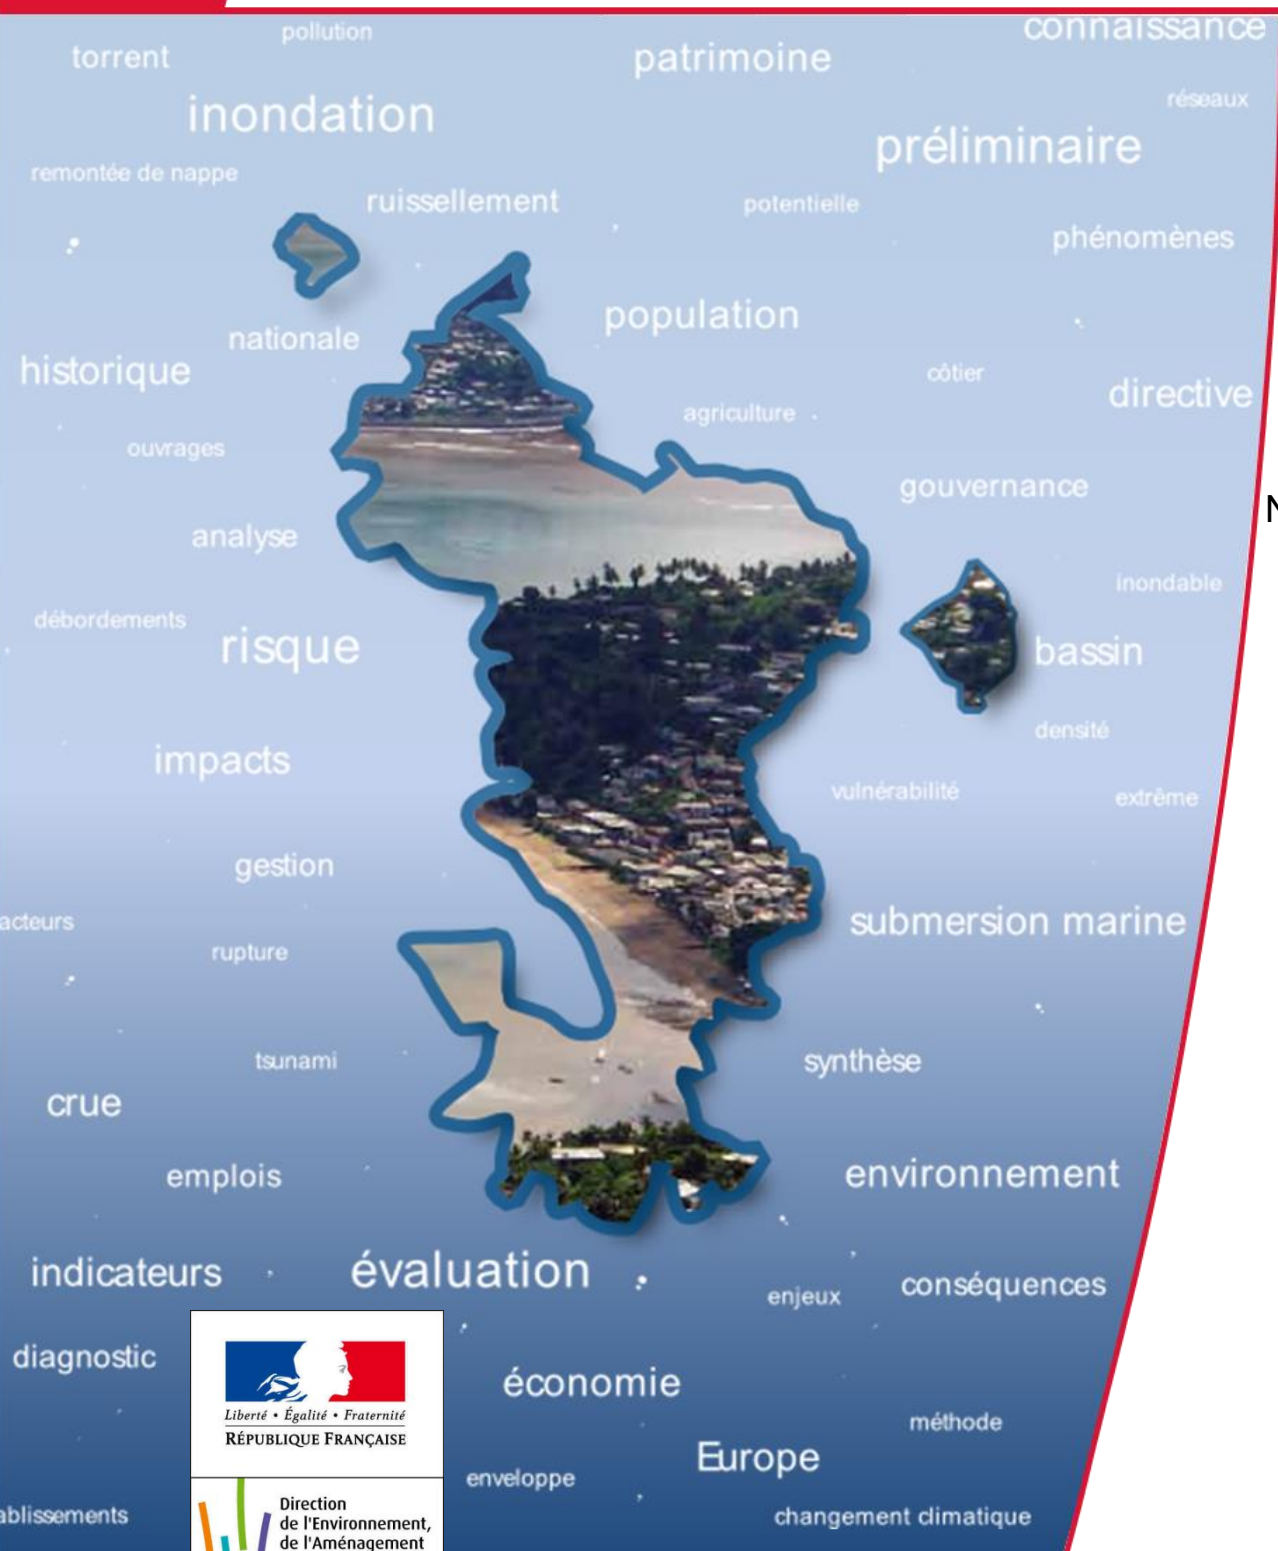 connaissance
pollution
torrent
patrimoine
réseaux
inondation
préliminaire
remontée de nappe
ruissellement
potentielle
phénomènes
population
nationale
historique
côtier
directive
agriculture
ouvrages
gouvernance
N
analyse
inondable
débordements
risque
bassin
densité
impacts
vulnérabilité
extrême
gestion
acteurs
submersion marine
rupture
tsunami
synthèse
crue
emplois
environnement
indicateurs
évaluation
enjeux
conséquences
diagnostic
économie
Liberté • Égalité • Fraternité
RÉPUBLIQUE FRANÇAISE
méthode
Europe
enveloppe
Direction
de l'Environnement,
de l'Aménagement
ablissements
changement climatique